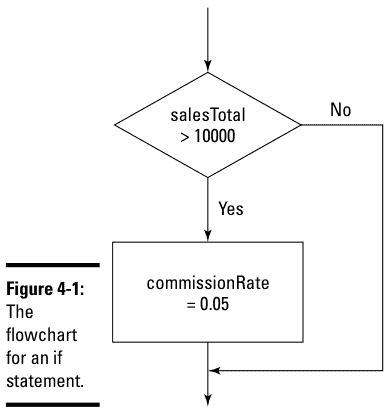 salesTotal
> 10000
No
Yes
commissionRate
= 0.05
Figure 4-1:
The
flowchart
for an if
statement.